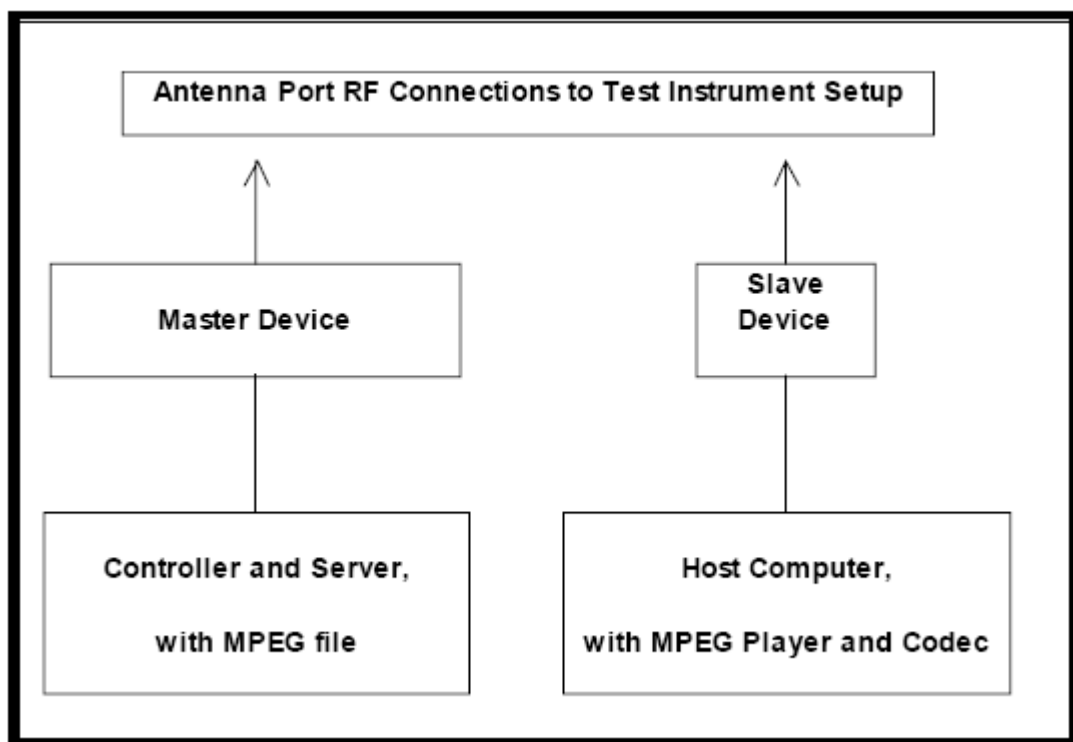 Antenna Port RF Connections to Test Instrument Setup
Master Device
Slave
Device
Controller and Server,
with MPEG file
Host Computer,
with MPEG Player and Codec